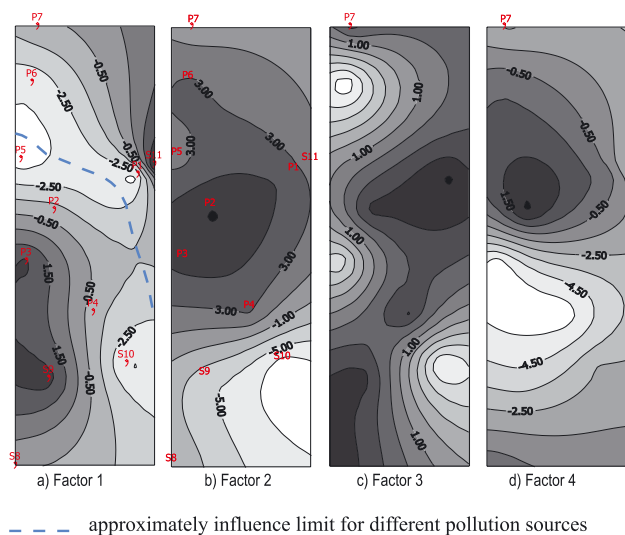 P7 P7 P7 P7
-0.50 1.00 -0.50
P6 -2.50 P6 3.00 1.00
-0.50 3.00 1.00 -0.50
P5 -2.50 S11 P5 3.00 S11
P1
-2.50
P2 -0.50 P2 1.50 -0.50
P3 1.50 P3 3.00 -2.50
-0.50 P4 3.00 P4 -1.00 -4.50
-2.50 1.00
1.50 S10 -5.00 S10 -4.50
S9 -0.50 S9 -5.00 -2.50
1.00
S8 S8
a) Factor 1 b) Factor 2 c) Factor 3 d) Factor 4
approximately influence limit for different pollution sources